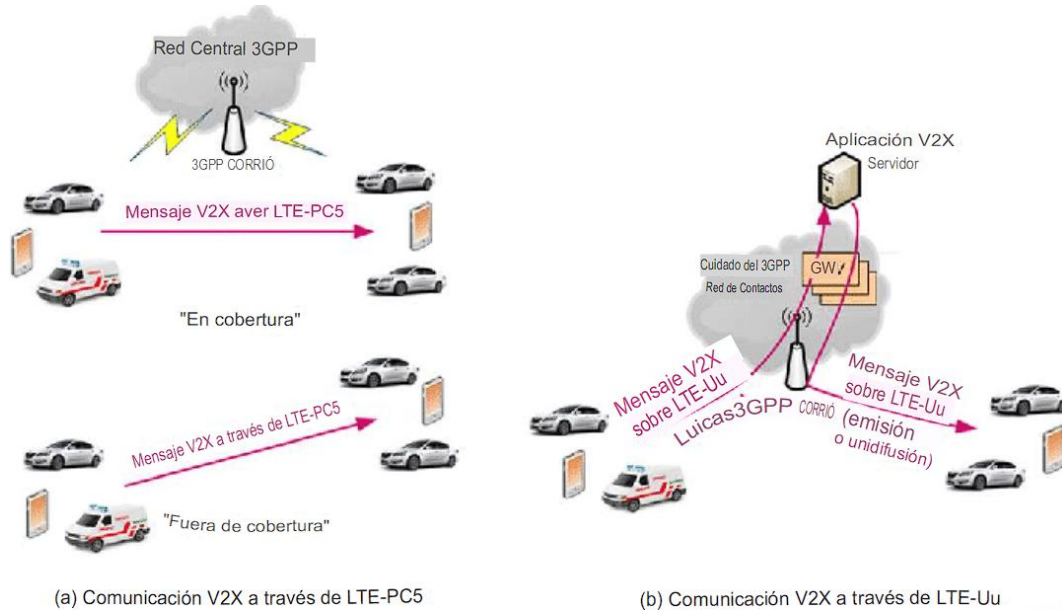 Red Central 3GPP
3GPP CORRIÓ
Mensaje V2X aver LTE-PC5
"En cobertura"
Mensaje V2X a través de LTE-PC5
"Fuera de cobertura"
(a) Comunicación V2X a través de LTE-PC5
Aplicación V2X
Servidor
Cuidado del 3GPP
Red de Contactos
GW
Mensaje V2X
sobre LTE-Uu
Luicas3GPP
CORRIÓ
Mensaje V2X
sobre LTE-Uu
(emisión
o unidifusión)
(b) Comunicación V2X a través de LTE-Uu